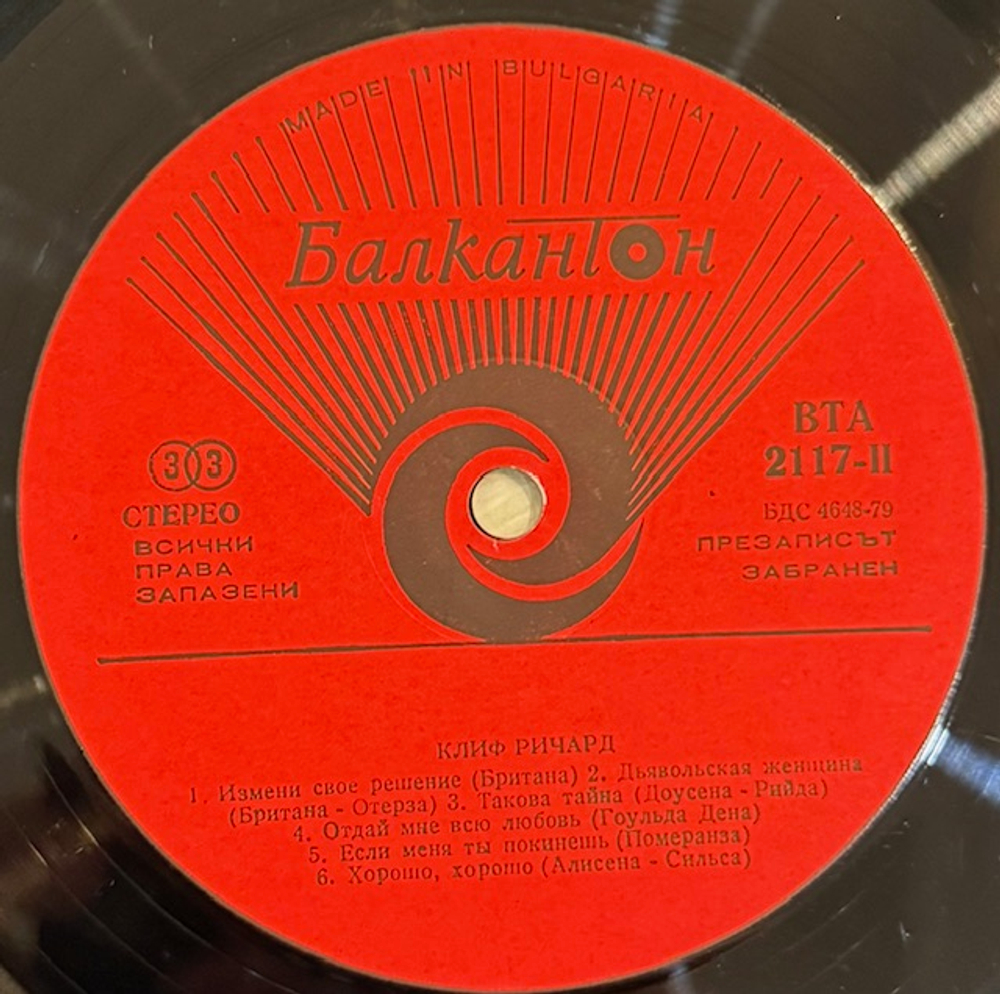 MADE IN BULGARIA
Балкантон
33
СТЕРЕО
ВСИЧКИ
ПРАВА
ЗАПАЗЕНИ
ВТА
2117-II
БДС 4648-79
ПРЕЗАПИСЪТ
ЗАБРАНЕН
КЛИФ РИЧАРД
1. Измени свое решение (Британа) 2. Дьявольская женщина
(Британа - Отерза) 3. Такова тайна (Доусена - Рийда)
4. Отдай мне всю любовь (Гоульда Дена)
5. Если меня ты покинешь (Померанза)
6. Хорошо, хорошо (Алисена - Сильса)